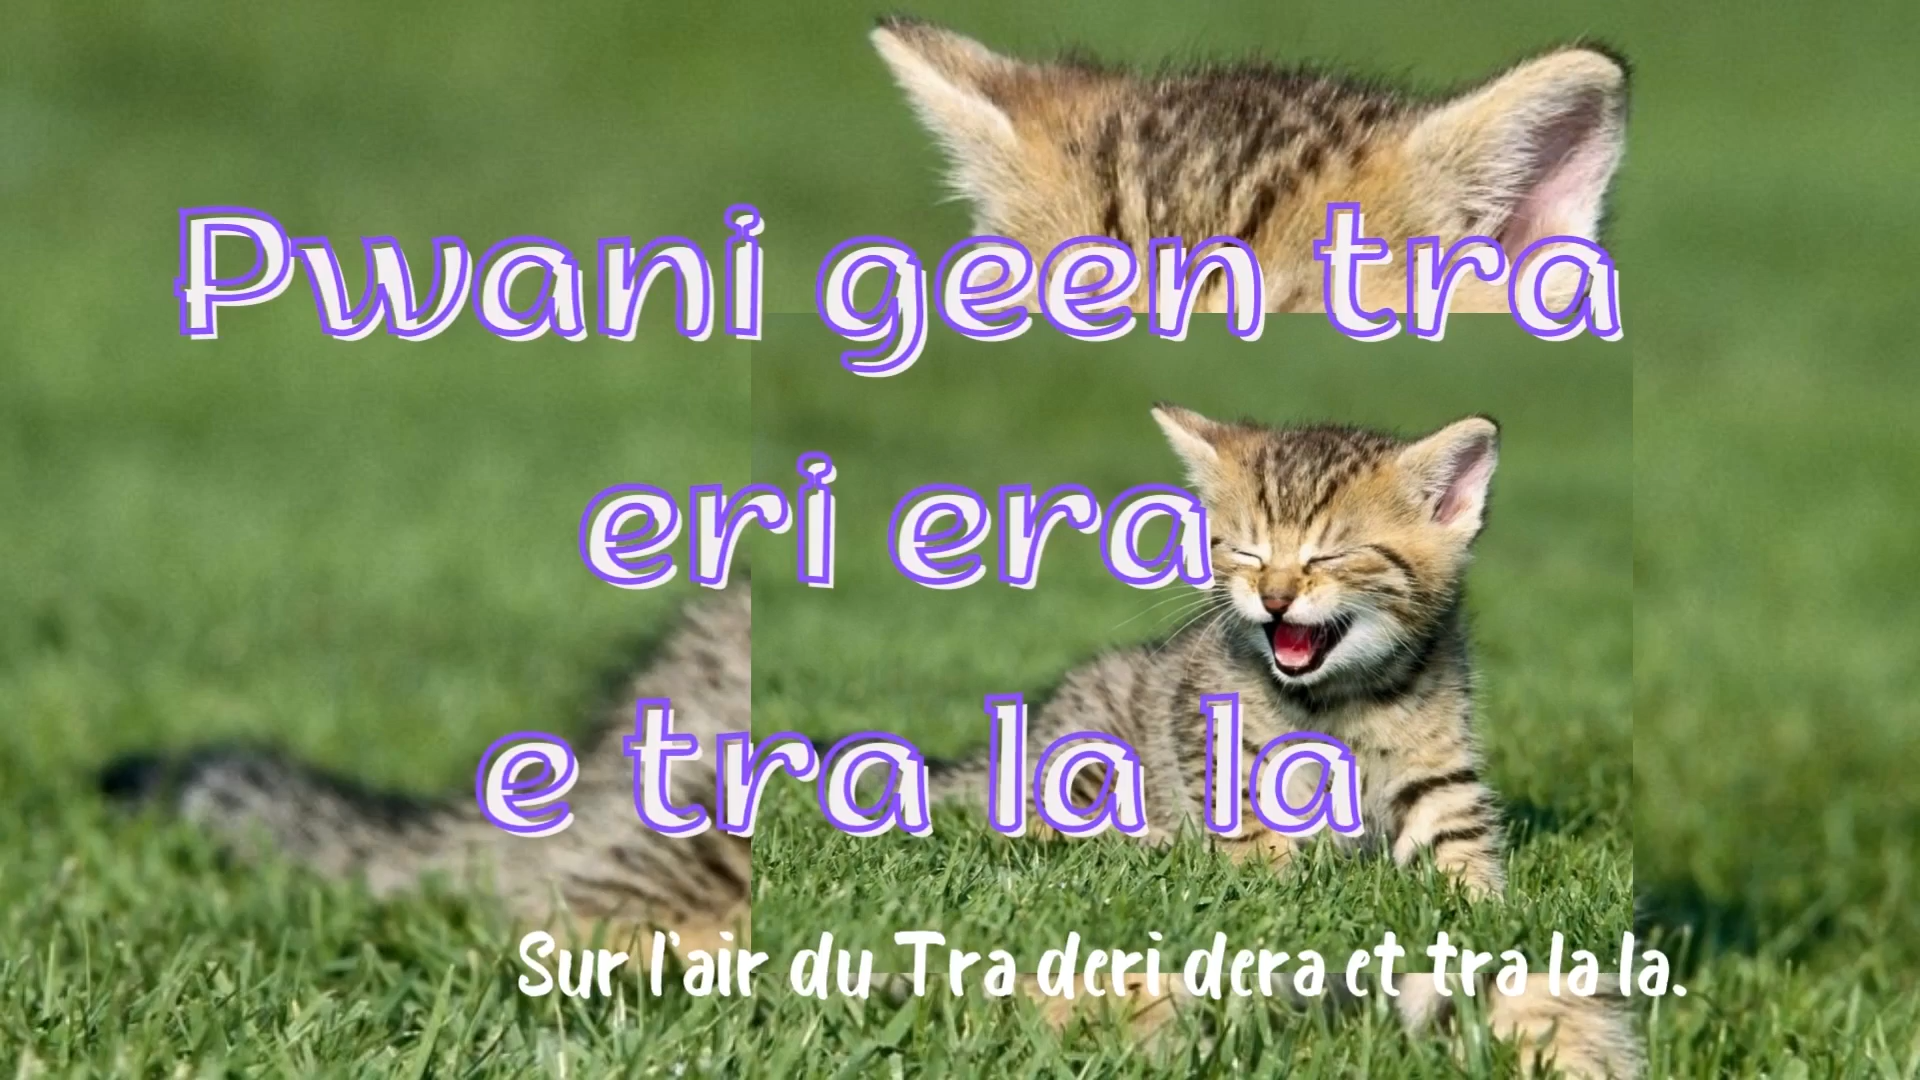 Pwani geen tra
eri era
e tra la la
Sur l'air du Tra deri dera et tra la la.